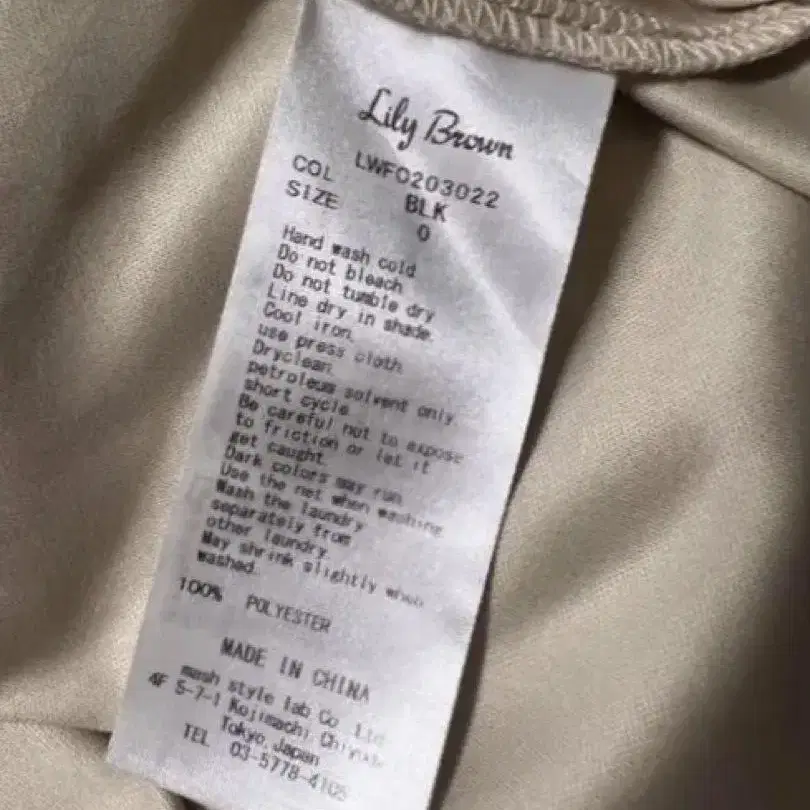 Lily Brown
LWFO203022
COL BLK
SIZE 0
Hand wash cold
Do not bleach
Do not tumble dry
Line dry in shade.
Cool iron.
use press cloth
Dryclean.
petroleum solvent only
short cycle
Be careful not to expose
to friction or let it
get caught.
Dark colors may run
Use the net when washing
Wash the laundry
separately from
other laundry.
May shrink slightly when
washed.
100% POLYESTER
MADE IN CHINA
mash style lab Co. Ltd
4F 5-7-1 Kojimachi Chiyoda
Tokyo, Japan
TEL 03-5778-4105